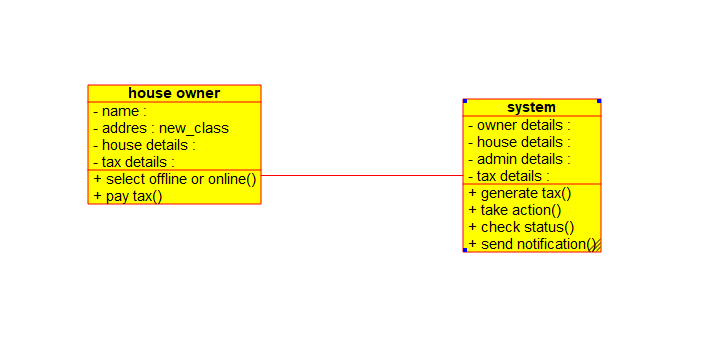 house owner
- name :
- addres : new_class
- house details :
- tax details :
+ select offline or online()
+ pay tax()
system
- owner details :
- house details :
- admin details :
- tax details :
+ generate tax()
+ take action()
+ check status()
+ send notification()